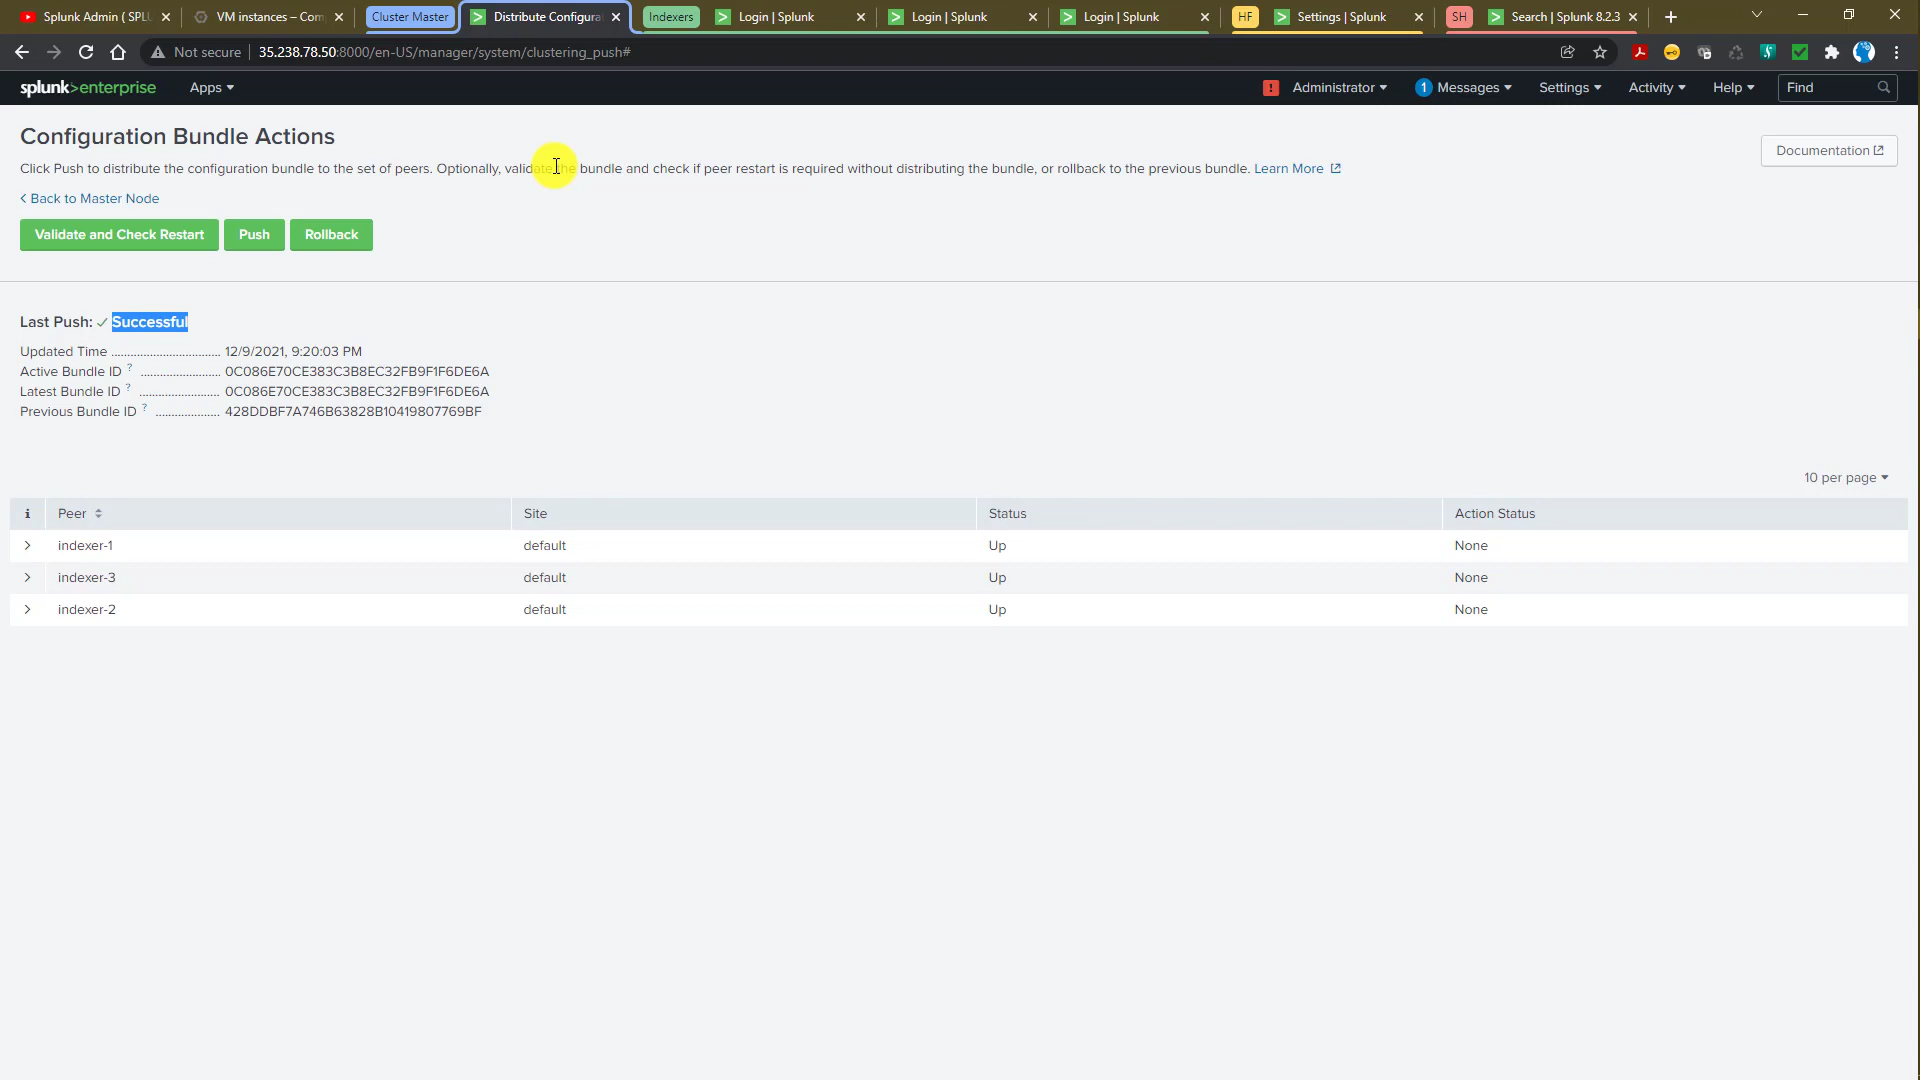 Splunk Admin ( SPLU
VM instances – Com
Cluster Master
Distribute Configura
Indexers
Login | Splunk
Login | Splunk
Login | Splunk
HF
Settings | Splunk
SH
Search | Splunk 8.2.3
Not secure
35.238.78.50:8000/en-US/manager/system/clustering_push#
splunk>enterprise
Apps
!
Administrator
1 Messages
Settings
Activity
Help
Find
Configuration Bundle Actions
Click Push to distribute the configuration bundle to the set of peers. Optionally, validate the bundle and check if peer restart is required without distributing the bundle, or rollback to the previous bundle. Learn More
Documentation
< Back to Master Node
Validate and Check Restart
Push
Rollback
Last Push: ✓ Successful
Updated Time ................................. 12/9/2021, 9:20:03 PM
Active Bundle ID ? ........................ 0C086E70CE383C3B8EC32FB9F1F6DE6A
Latest Bundle ID ? ........................ 0C086E70CE383C3B8EC32FB9F1F6DE6A
Previous Bundle ID ? ................... 428DDBF7A746B63828B10419807769BF
10 per page
i Peer Site Status Action Status
> indexer-1 default Up None
> indexer-3 default Up None
> indexer-2 default Up None